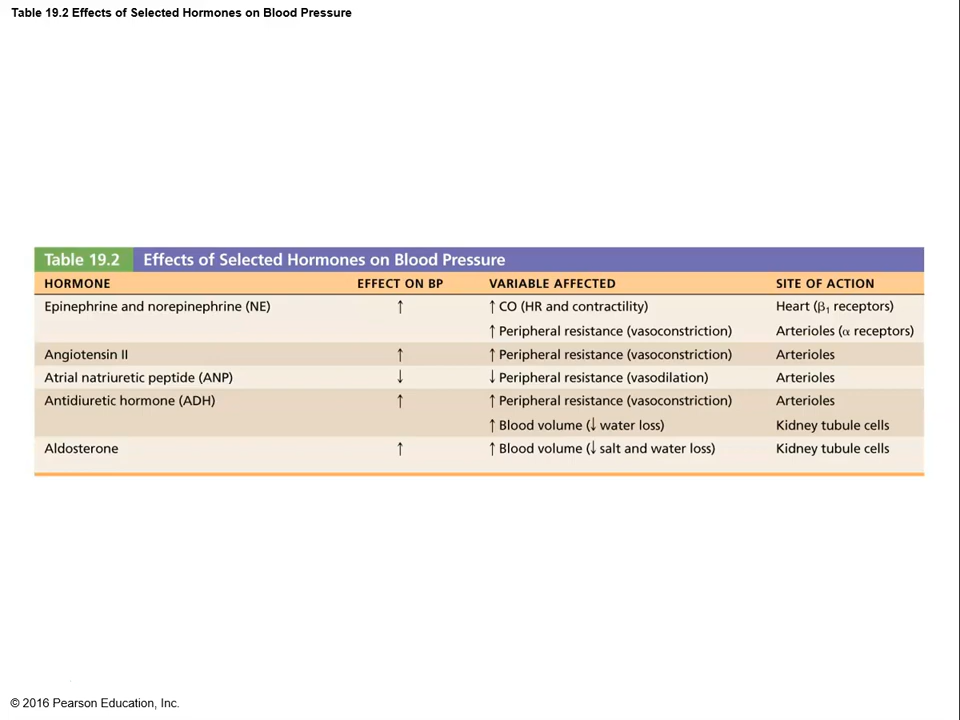 Table 19.2 Effects of Selected Hormones on Blood Pressure
Table 19.2 Effects of Selected Hormones on Blood Pressure
HORMONE EFFECT ON BP VARIABLE AFFECTED SITE OF ACTION
Epinephrine and norepinephrine (NE) ↑ ↑ CO (HR and contractility) Heart (β₁ receptors)
↑ Peripheral resistance (vasoconstriction) Arterioles (α receptors)
Angiotensin II ↑ ↑ Peripheral resistance (vasoconstriction) Arterioles
Atrial natriuretic peptide (ANP) ↓ ↓ Peripheral resistance (vasodilation) Arterioles
Antidiuretic hormone (ADH) ↑ ↑ Peripheral resistance (vasoconstriction) Arterioles
↑ Blood volume (↓ water loss) Kidney tubule cells
Aldosterone ↑ ↑ Blood volume (↓ salt and water loss) Kidney tubule cells
© 2016 Pearson Education, Inc.